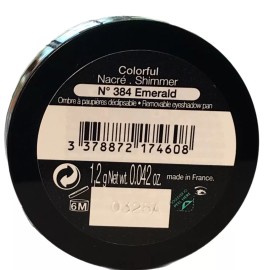 Colorful
Nacré . Shimmer
N° 384 Emerald
Ombre à paupières déclipsable • Removable eyeshadow pan
3 378872 174608
1,2 g Net wt. 0.042 oz.
made in France.
6M